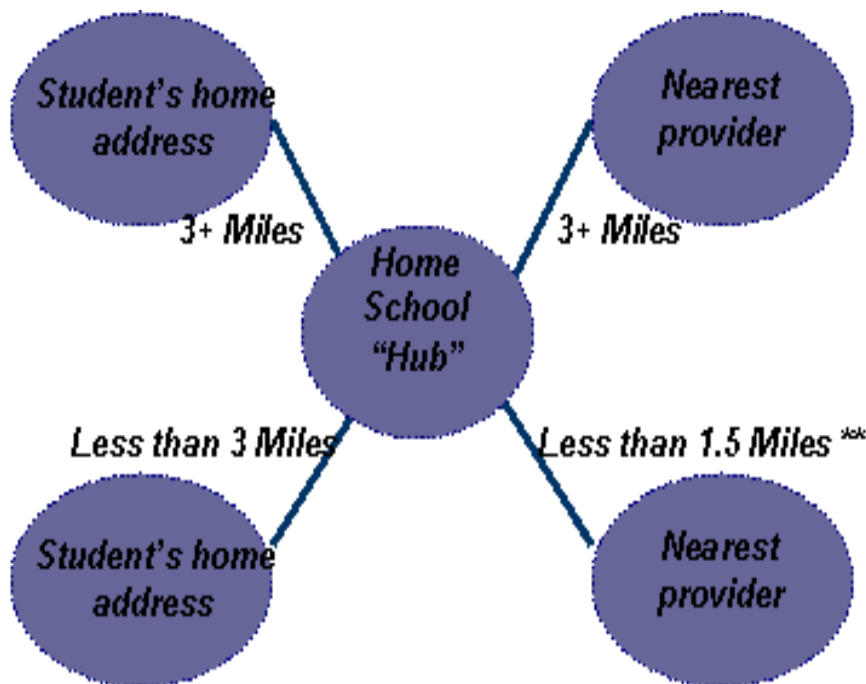 Student's home
address
Nearest
provider
3+ Miles
3+ Miles
Home
School
“Hub”
Less than 3 Miles
Less than 1.5 Miles **
Student's home
address
Nearest
provider